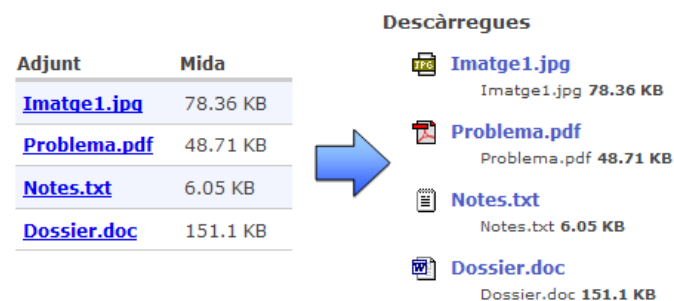 Adjunt Mida
Imatge1.jpg 78.36 KB
Problema.pdf 48.71 KB
Notes.txt 6.05 KB
Dossier.doc 151.1 KB
Descàrregues
JPG Imatge1.jpg
Imatge1.jpg 78.36 KB
Problema.pdf
Problema.pdf 48.71 KB
Notes.txt
Notes.txt 6.05 KB
W Dossier.doc
Dossier.doc 151.1 KB